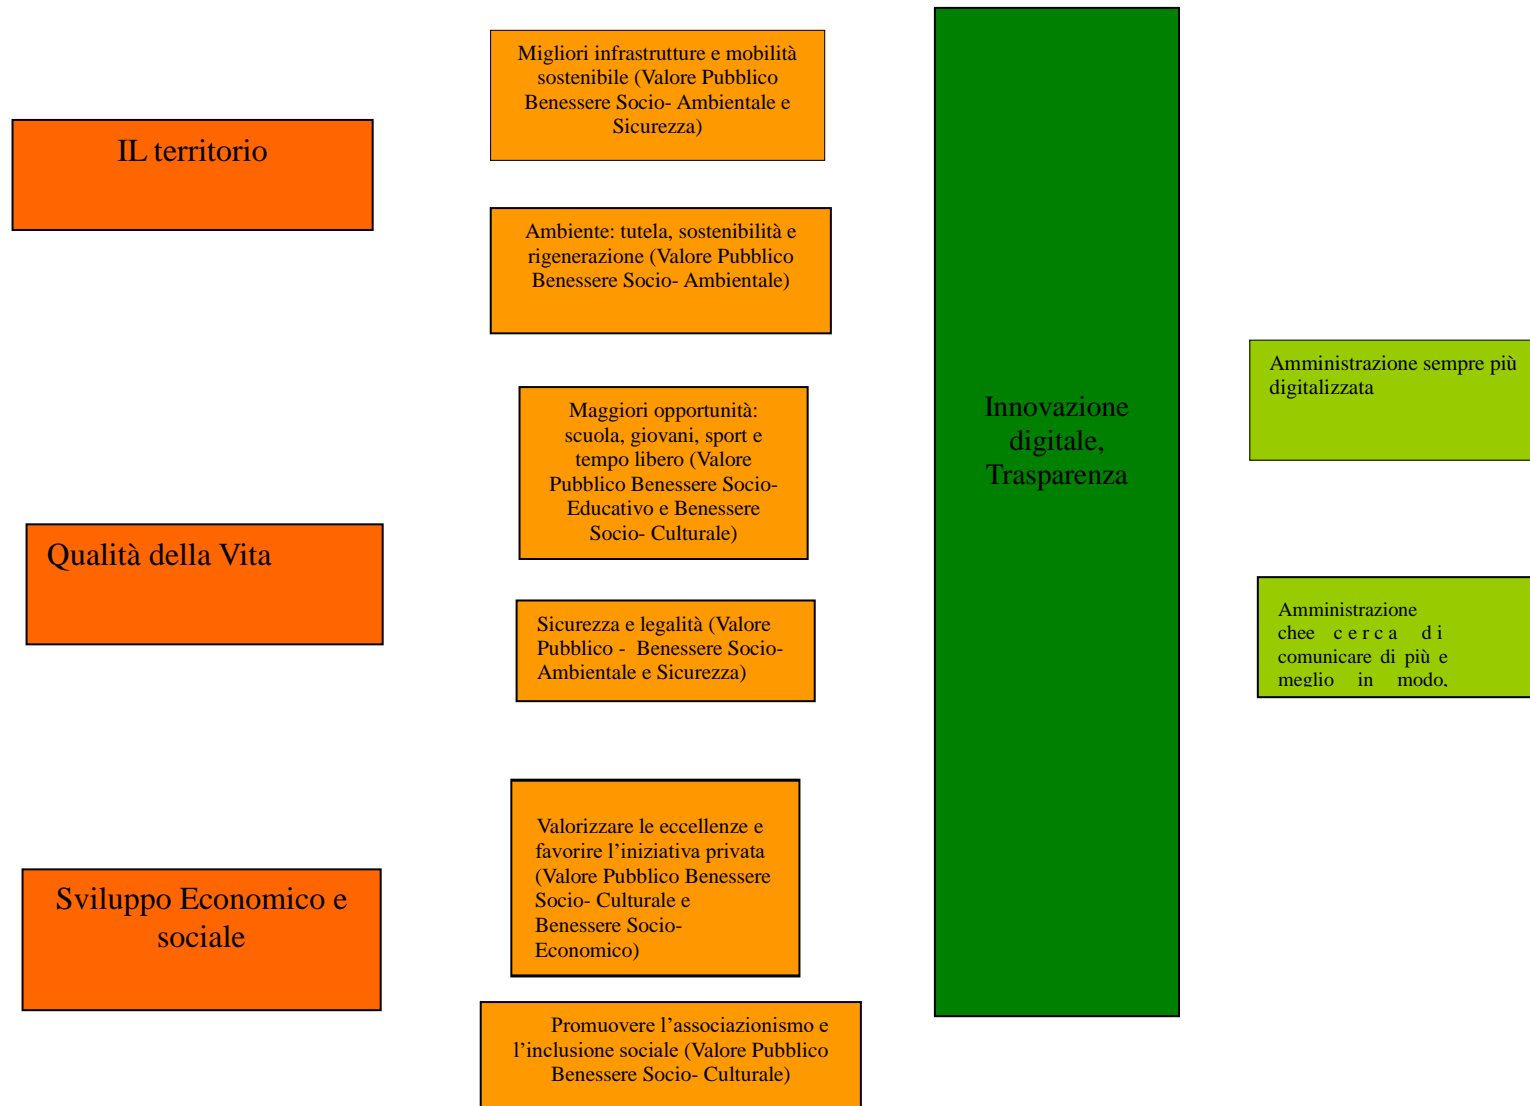 IL territorio
Migliori infrastrutture e mobilità
sostenibile (Valore Pubblico
Benessere Socio- Ambientale e
Sicurezza)
Ambiente: tutela, sostenibilità e
rigenerazione (Valore Pubblico
Benessere Socio- Ambientale)
Qualità della Vita
Maggiori opportunità:
scuola, giovani, sport e
tempo libero (Valore
Pubblico Benessere Socio-
Educativo e Benessere
Socio- Culturale)
Sicurezza e legalità (Valore
Pubblico - Benessere Socio-
Ambientale e Sicurezza)
Sviluppo Economico e
sociale
Valorizzare le eccellenze e
favorire l’iniziativa privata
(Valore Pubblico Benessere
Socio- Culturale e
Benessere Socio-
Economico)
Promuovere l’associazionismo e
l’inclusione sociale (Valore Pubblico
Benessere Socio- Culturale)
Innovazione
digitale,
Trasparenza
Amministrazione sempre più
digitalizzata
Amministrazione
chee cerca di
comunicare di più e
meglio in modo,